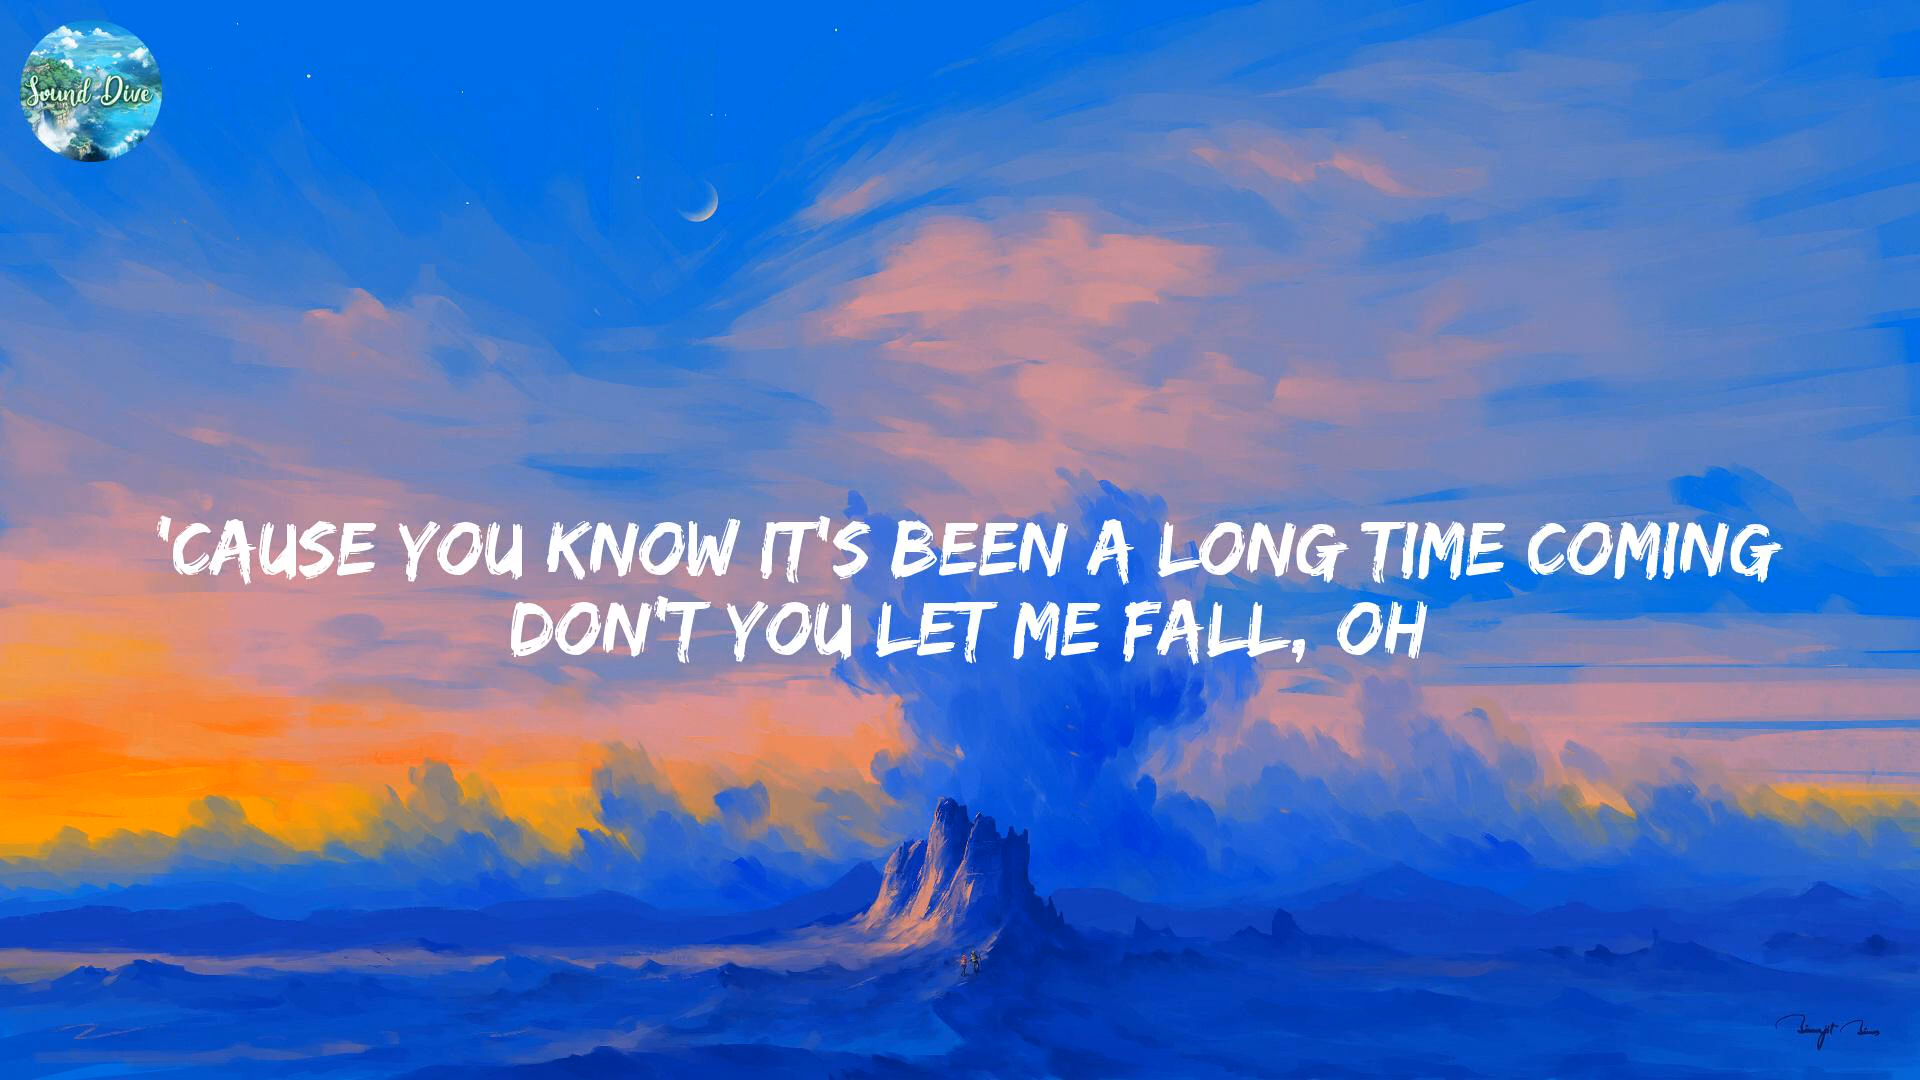 Sound Dive
'CAUSE YOU KNOW IT'S BEEN A LONG TIME COMING
DON'T YOU LET ME FALL, OH